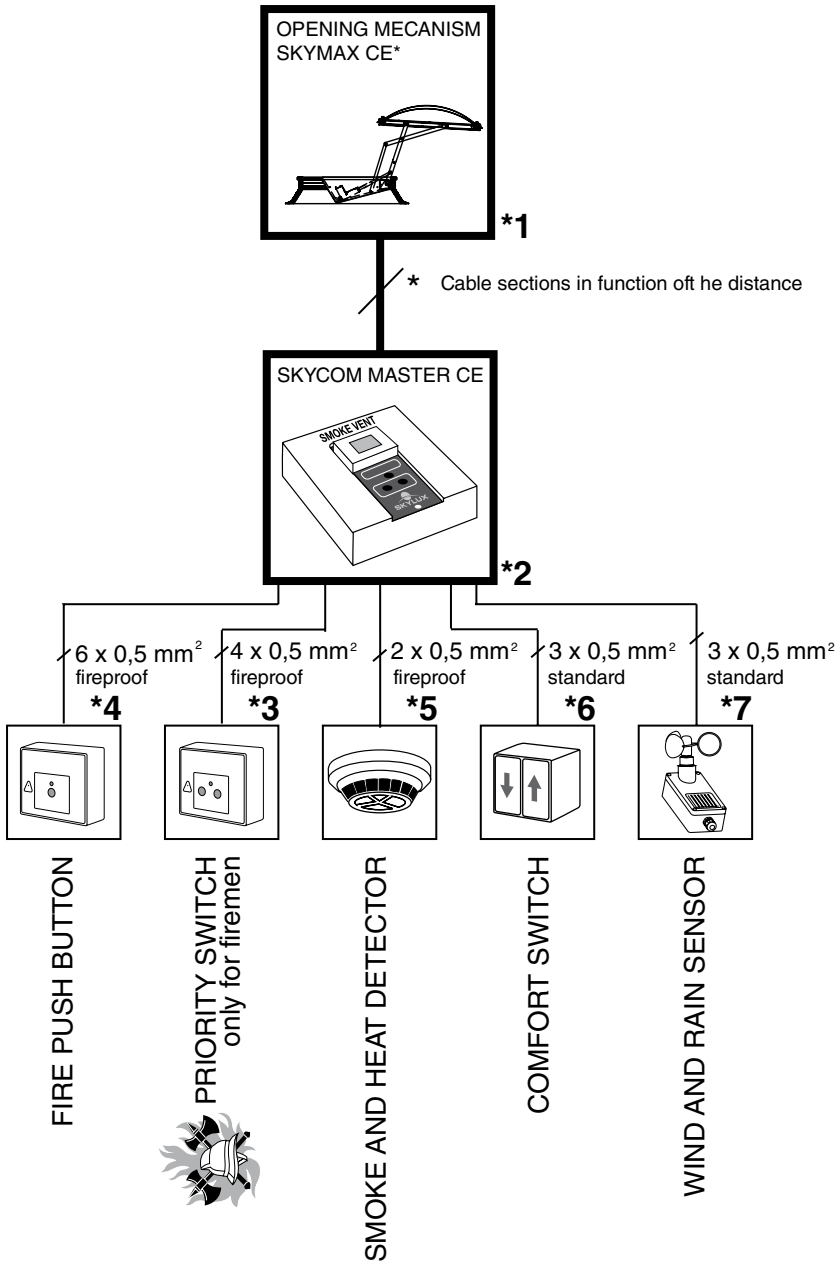 OPENING MECANISM
SKYMAX CE*
*1
* Cable sections in function oft he distance
SKYCOM MASTER CE
SMOKE VENT
SKYLUX
*2
6 x 0,5 mm²
fireproof
*4
4 x 0,5 mm²
fireproof
*3
2 x 0,5 mm²
fireproof
*5
3 x 0,5 mm²
standard
*6
3 x 0,5 mm²
standard
*7
FIRE PUSH BUTTON
PRIORITY SWITCH
only for firemen
SMOKE AND HEAT DETECTOR
COMFORT SWITCH
WIND AND RAIN SENSOR